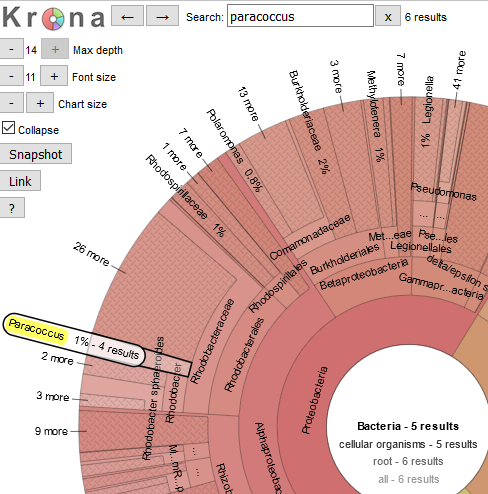 Krona
← → Search: paracoccus x 6 results
- 14 + Max depth
- 11 + Font size
- + Chart size
Collapse
Snapshot
Link
?
41 more
7 more
Legionella
1%
3 more
Methylotenera 1%
Burkholderiaceae 2%
13 more
Polaromonas 0.8%
7 more
1 more
Rhodospirillaceae 1%
26 more
Paracoccus 1% - 4 results
2 more
3 more
9 more
Pseudomonas
...
...
Comamonadaceae
Met...eae
Pse...les
Burkholderiales
Legionellales
delta/epsilon s
Betaproteobacteria
Gammapr...acteria
Rhodospirillales
Rhodobacteraceae
Rhodobacterales
Rhodobacter sphaeroides
Rhodobacter
Proteobacteria
Alphaproteobac
M...mR...p
...
...
Rhizob
Bacteria - 5 results
cellular organisms - 5 results
root - 6 results
all - 6 results